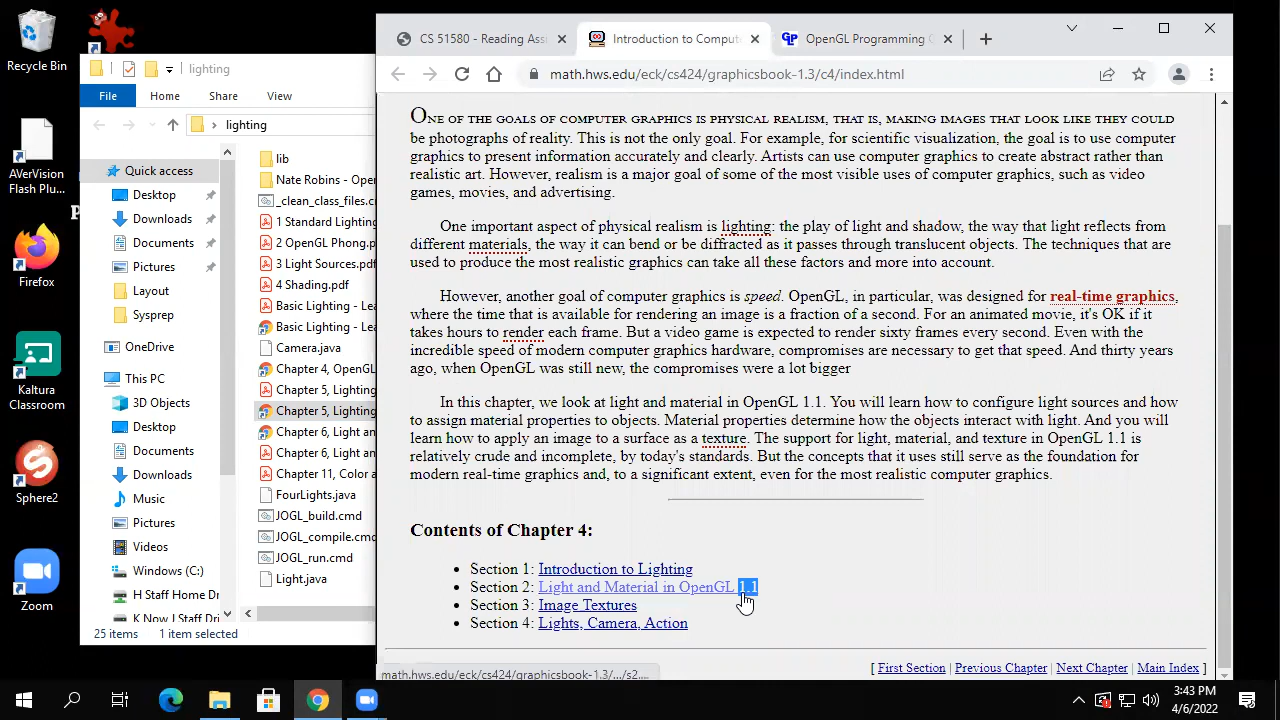 Recycle Bin
AVerVision
Flash Plu...
Firefox
Kaltura
Classroom
Sphere2
Zoom
lighting
File
Home
Share
View
lighting
Quick access
Desktop
Downloads
Documents
Pictures
Layout
Sysprep
OneDrive
This PC
3D Objects
Desktop
Documents
Downloads
Music
Pictures
Videos
Windows (C:)
H Staff Home Dr
K Now I Staff D
lib
Nate Robins - Ope
_clean_class_files.c
1 Standard Lighting
2 OpenGL Phong.p
3 Light Sources.pdf
4 Shading.pdf
Basic Lighting - Lea
Basic Lighting - Lea
Camera.java
Chapter 4, OpenGL
Chapter 5, Lighting
Chapter 5, Lighting
Chapter 6, Light an
Chapter 6, Light an
Chapter 11, Color a
FourLights.java
JOGL_build.cmd
JOGL_compile.cmd
JOGL_run.cmd
Light.java
25 items
1 item selected
CS 51580 - Reading Ass
Introduction to Compute
OpenGL Programming G
math.hws.edu/eck/cs424/graphicsbook-1.3/c4/index.html
ONE OF THE GOALS OF COMPUTER GRAPHICS IS PHYSICAL REALISM, THAT IS, MAKING IMAGES THAT LOOK LIKE THEY COULD
be photographs of reality. This is not the only goal. For example, for scientific visualization, the goal is to use computer
graphics to present information accurately and clearly. Artists can use computer graphics to create abstract rather than
realistic art. However, realism is a major goal of some of the most visible uses of computer graphics, such as video
games, movies, and advertising.
One important aspect of physical realism is lighting: the play of light and shadow, the way that light reflects from
different materials, the way it can bend or be diffracted as it passes through translucent objects. The techniques that are
used to produce the most realistic graphics can take all these factors and more into account.
However, another goal of computer graphics is speed. OpenGL, in particular, was designed for real-time graphics,
where the time that is available for rendering an image is a fraction of a second. For an animated movie, it's OK if it
takes hours to render each frame. But a video game is expected to render sixty frames every second. Even with the
incredible speed of modern computer graphics hardware, compromises are necessary to get that speed. And thirty years
ago, when OpenGL was still new, the compromises were a lot bigger
In this chapter, we look at light and material in OpenGL 1.1. You will learn how to configure light sources and how
to assign material properties to objects. Material properties determine how the objects interact with light. And you will
learn how to apply an image to a surface as a texture. The support for light, material, and texture in OpenGL 1.1 is
relatively crude and incomplete, by today's standards. But the concepts that it uses still serve as the foundation for
modern real-time graphics and, to a significant extent, even for the most realistic computer graphics.
Contents of Chapter 4:
Section 1: Introduction to Lighting
Section 2: Light and Material in OpenGL 1.1
Section 3: Image Textures
Section 4: Lights, Camera, Action
[ First Section | Previous Chapter | Next Chapter | Main Index ]
math.hws.edu/eck/cs424/graphicsbook-1.3/.../s2....
3:43 PM
4/6/2022